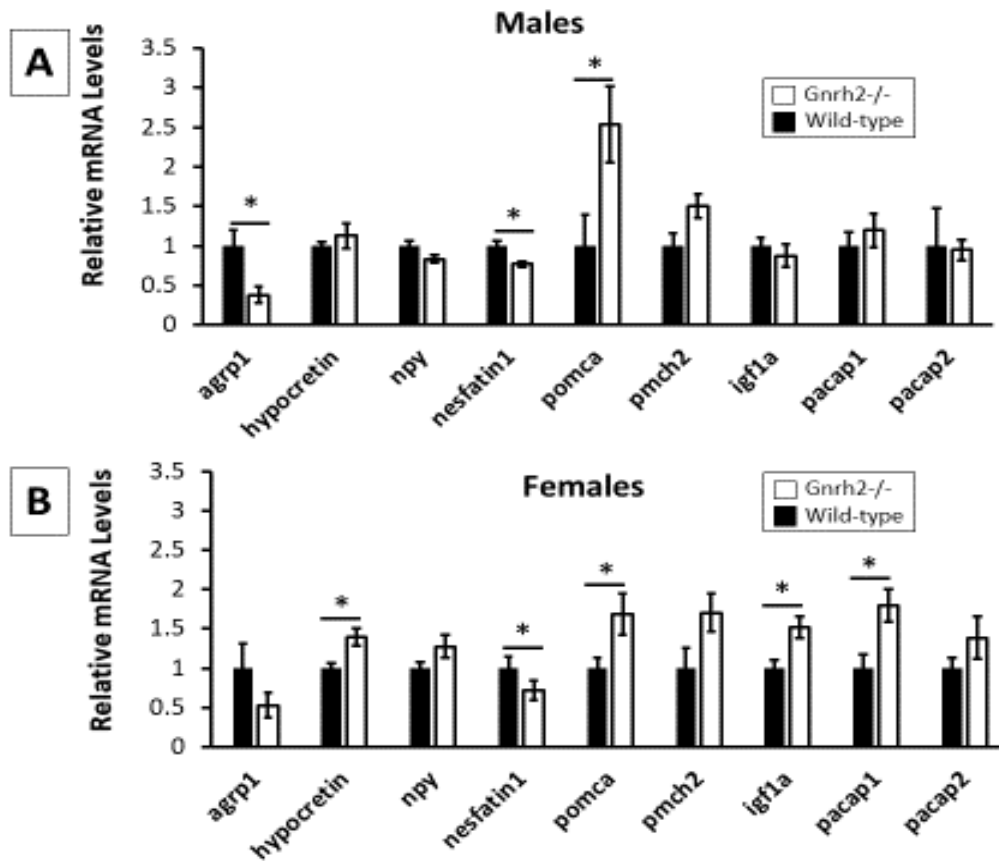 Males
A
Relative mRNA Levels
3.5
3
2.5
2
1.5
1
0.5
0
Gnrh2-/-
Wild-type
*
*
*
agrp1
hypocretin
npy
nesfatin1
pomca
pmch2
igf1a
pacap1
pacap2
Females
B
Relative mRNA Levels
3.5
3
2.5
2
1.5
1
0.5
0
Gnrh2-/-
Wild-type
*
*
*
*
*
agrp1
hypocretin
npy
nesfatin1
pomca
pmch2
igf1a
pacap1
pacap2